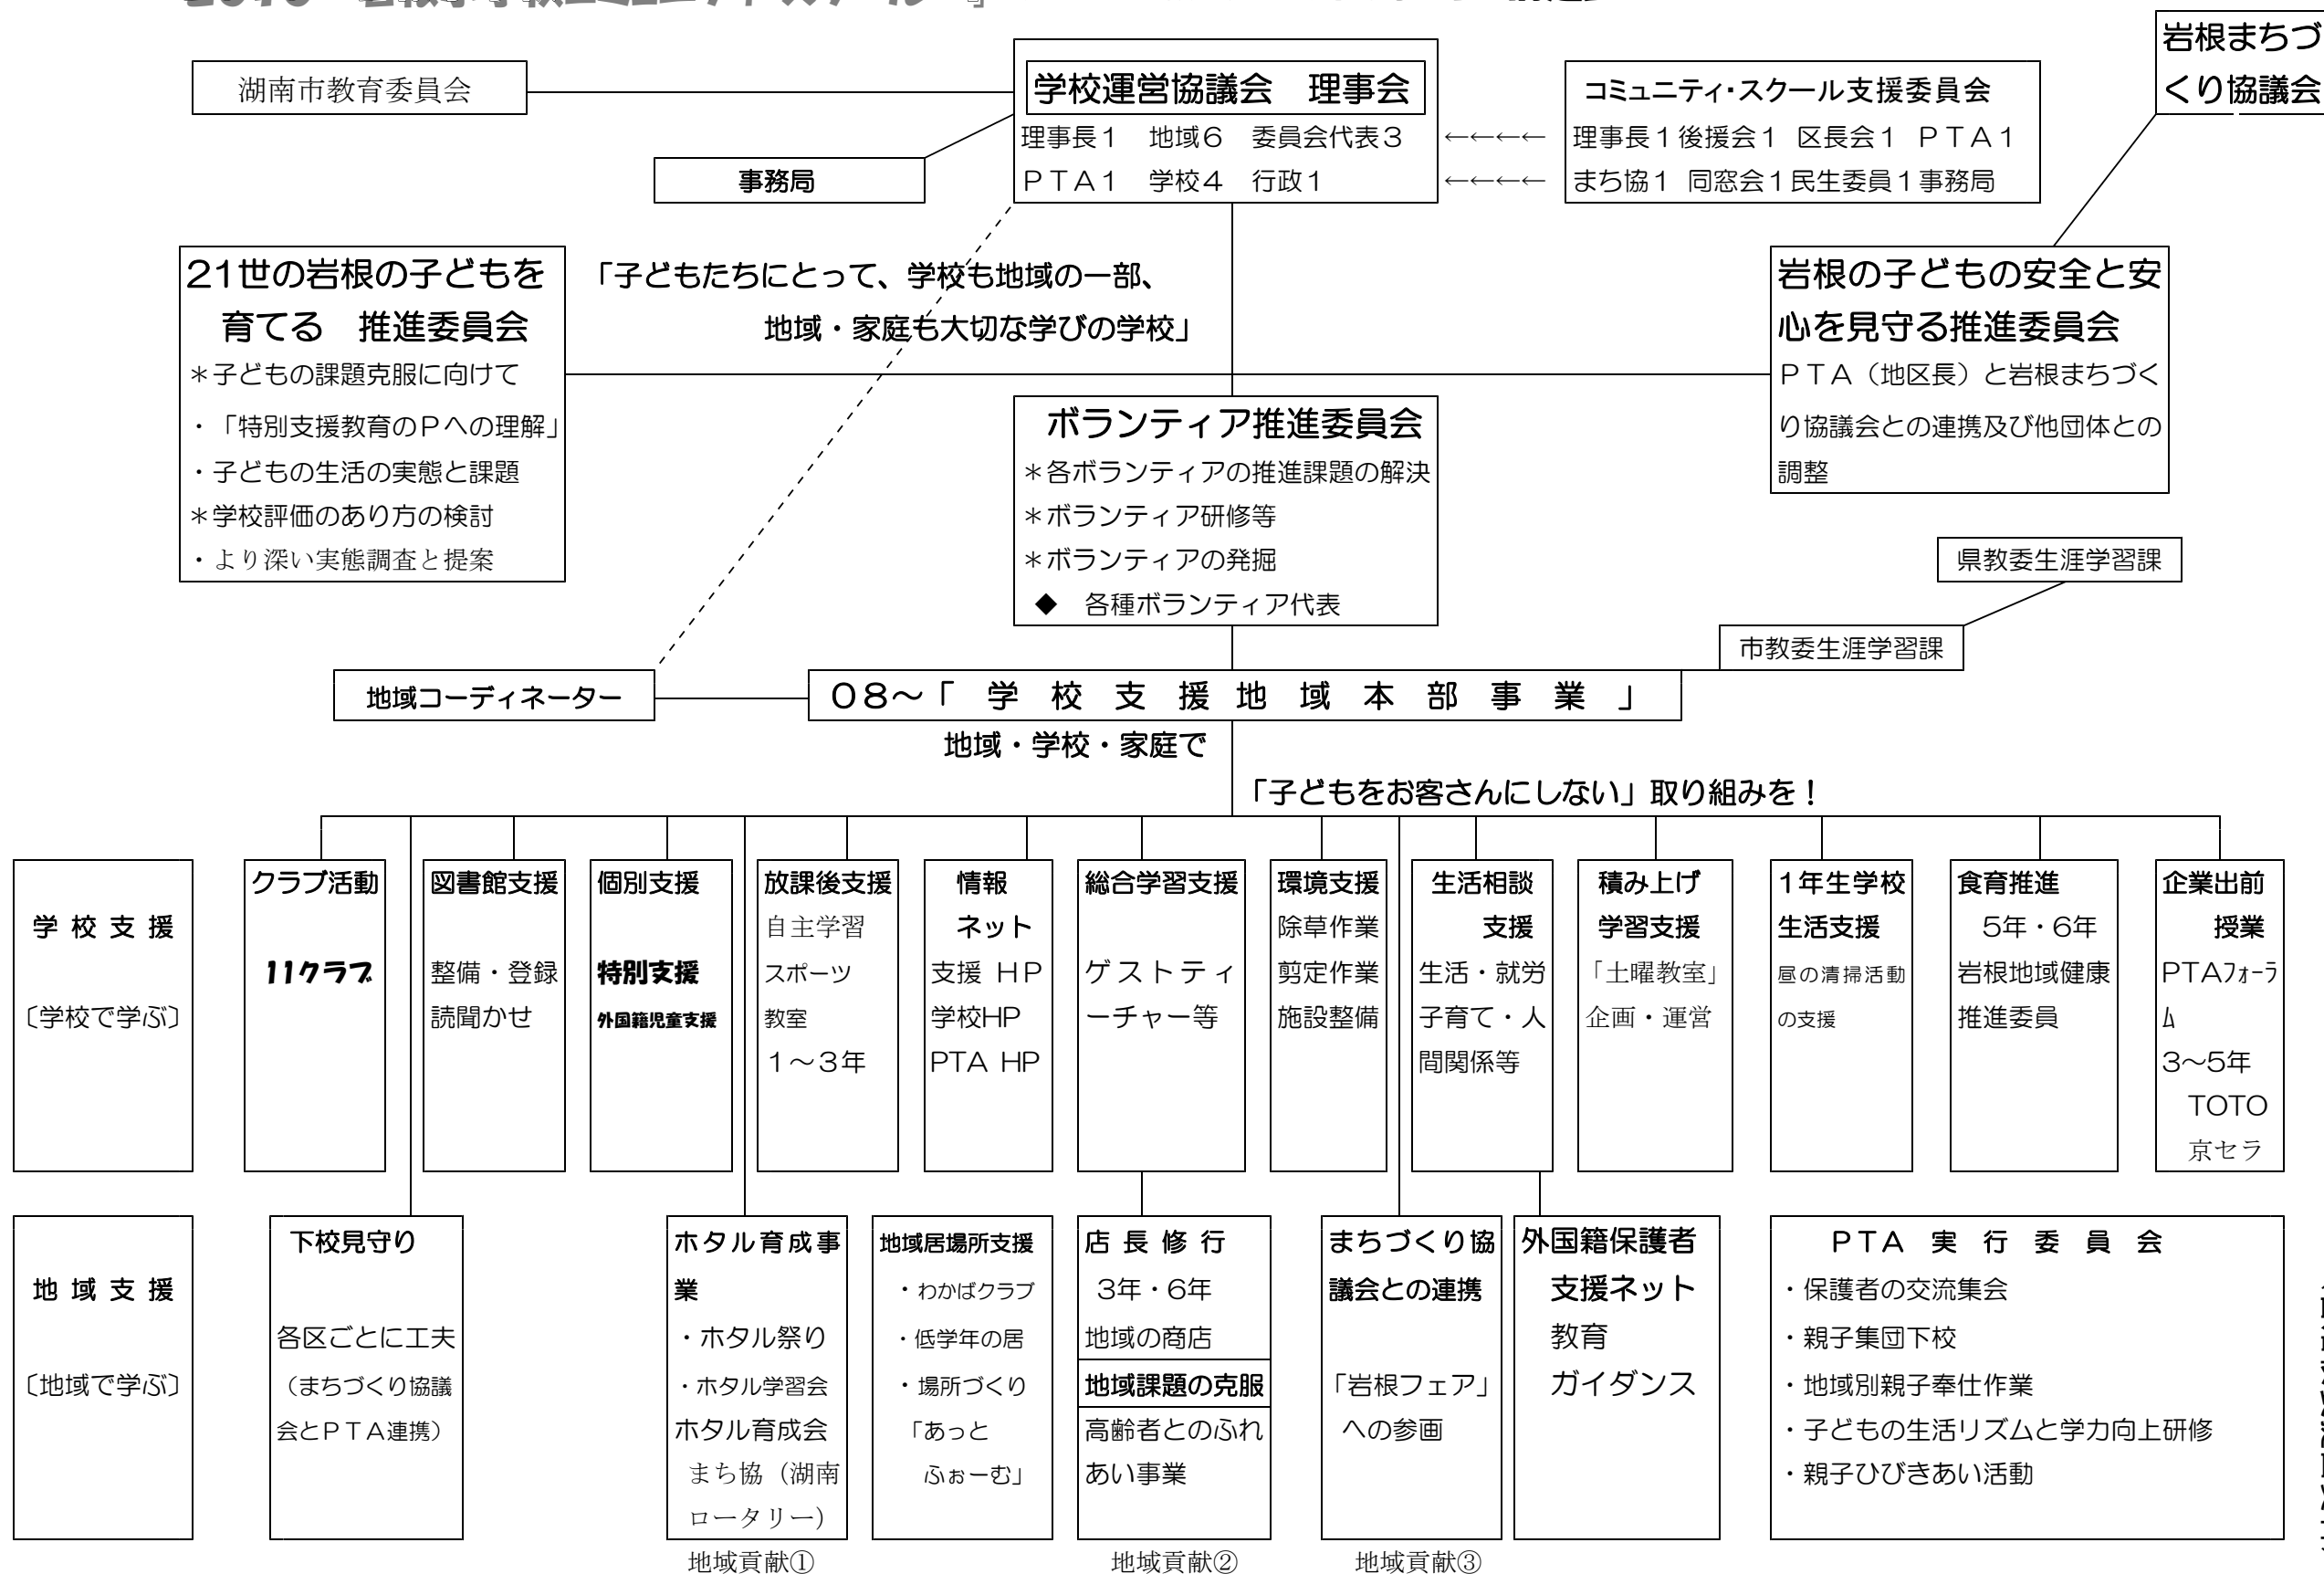 岩根まちづ
くり協議会
湖南市教育委員会
学校運営協議会　理事会
理事長１　地域６　委員会代表３
ＰＴＡ１　学校４　行政１
←←←←
←←←←
コミュニティ・スクール支援委員会
理事長１後援会１ 区長会１ ＰＴＡ１
まち協１ 同窓会１民生委員１事務局
事務局
21世の岩根の子どもを
育てる　推進委員会
＊子どもの課題克服に向けて
・「特別支援教育のＰへの理解」
・子どもの生活の実態と課題
＊学校評価のあり方の検討
・より深い実態調査と提案
「子どもたちにとって、学校も地域の一部、
地域・家庭も大切な学びの学校」
岩根の子どもの安全と安
心を見守る推進委員会
ＰＴＡ（地区長）と岩根まちづく
り協議会との連携及び他団体との
調整
ボランティア推進委員会
＊各ボランティアの推進課題の解決
＊ボランティア研修等
＊ボランティアの発掘
◆　各種ボランティア代表
県教委生涯学習課
市教委生涯学習課
地域コーディネーター
０８～「 学 校 支 援 地 域 本 部 事 業 」
地域・学校・家庭で
「子どもをお客さんにしない」取り組みを！
学 校 支 援
〔学校で学ぶ〕
クラブ活動
11クラブ
図書館支援
整備・登録
読聞かせ
個別支援
特別支援
外国籍児童支援
放課後支援
自主学習
スポーツ
教室
１～３年
情報
ネット
支援 ＨＰ
学校HP
PTA HP
総合学習支援
ゲストティ
ーチャー等
環境支援
除草作業
剪定作業
施設整備
生活相談
支援
生活・就労
子育て・人
間関係等
積み上げ
学習支援
「土曜教室」
企画・運営
１年生学校
生活支援
昼の清掃活動
の支援
食育推進
5年・6年
岩根地域健康
推進委員
企業出前
授業
PTAﾌｫｰﾗ
ﾑ
3～5年
TOTO
京セラ
地 域 支 援
〔地域で学ぶ〕
下校見守り
各区ごとに工夫
（まちづくり協議
会とＰＴＡ連携）
ホタル育成事
業
・ホタル祭り
・ホタル学習会
ホタル育成会
まち協（湖南
ロータリー）
地域貢献①
地域居場所支援
・わかばクラブ
・低学年の居
・場所づくり
「あっと
ふぉーむ」
店 長 修 行
3年・6年
地域の商店
地域課題の克服
高齢者とのふれ
あい事業
地域貢献②
まちづくり協
議会との連携
「岩根フェア」
への参画
地域貢献③
外国籍保護者
支援ネット
教育
ガイダンス
ＰＴＡ 実 行 委 員 会
・保護者の交流集会
・親子集団下校
・地域別親子奉仕作業
・子どもの生活リズムと学力向上研修
・親子ひびきあい活動